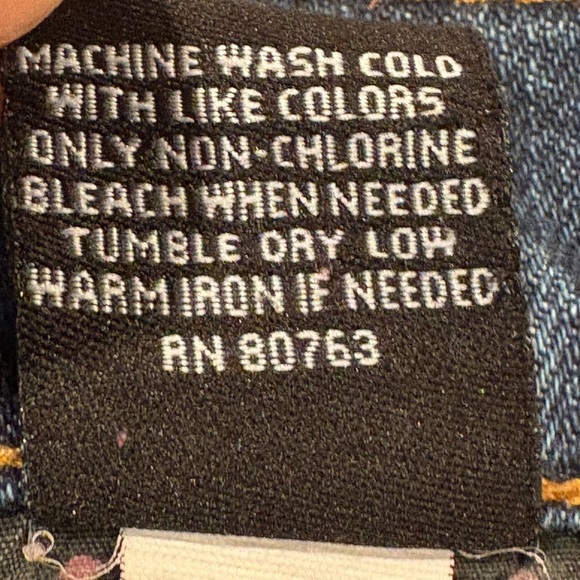 MACHINE WASH COLD
WITH LIKE COLORS
ONLY NON-CHLORINE
BLEACH WHEN NEEDED
TUMBLE DRY LOW
WARM IRON IF NEEDED
RN 80763